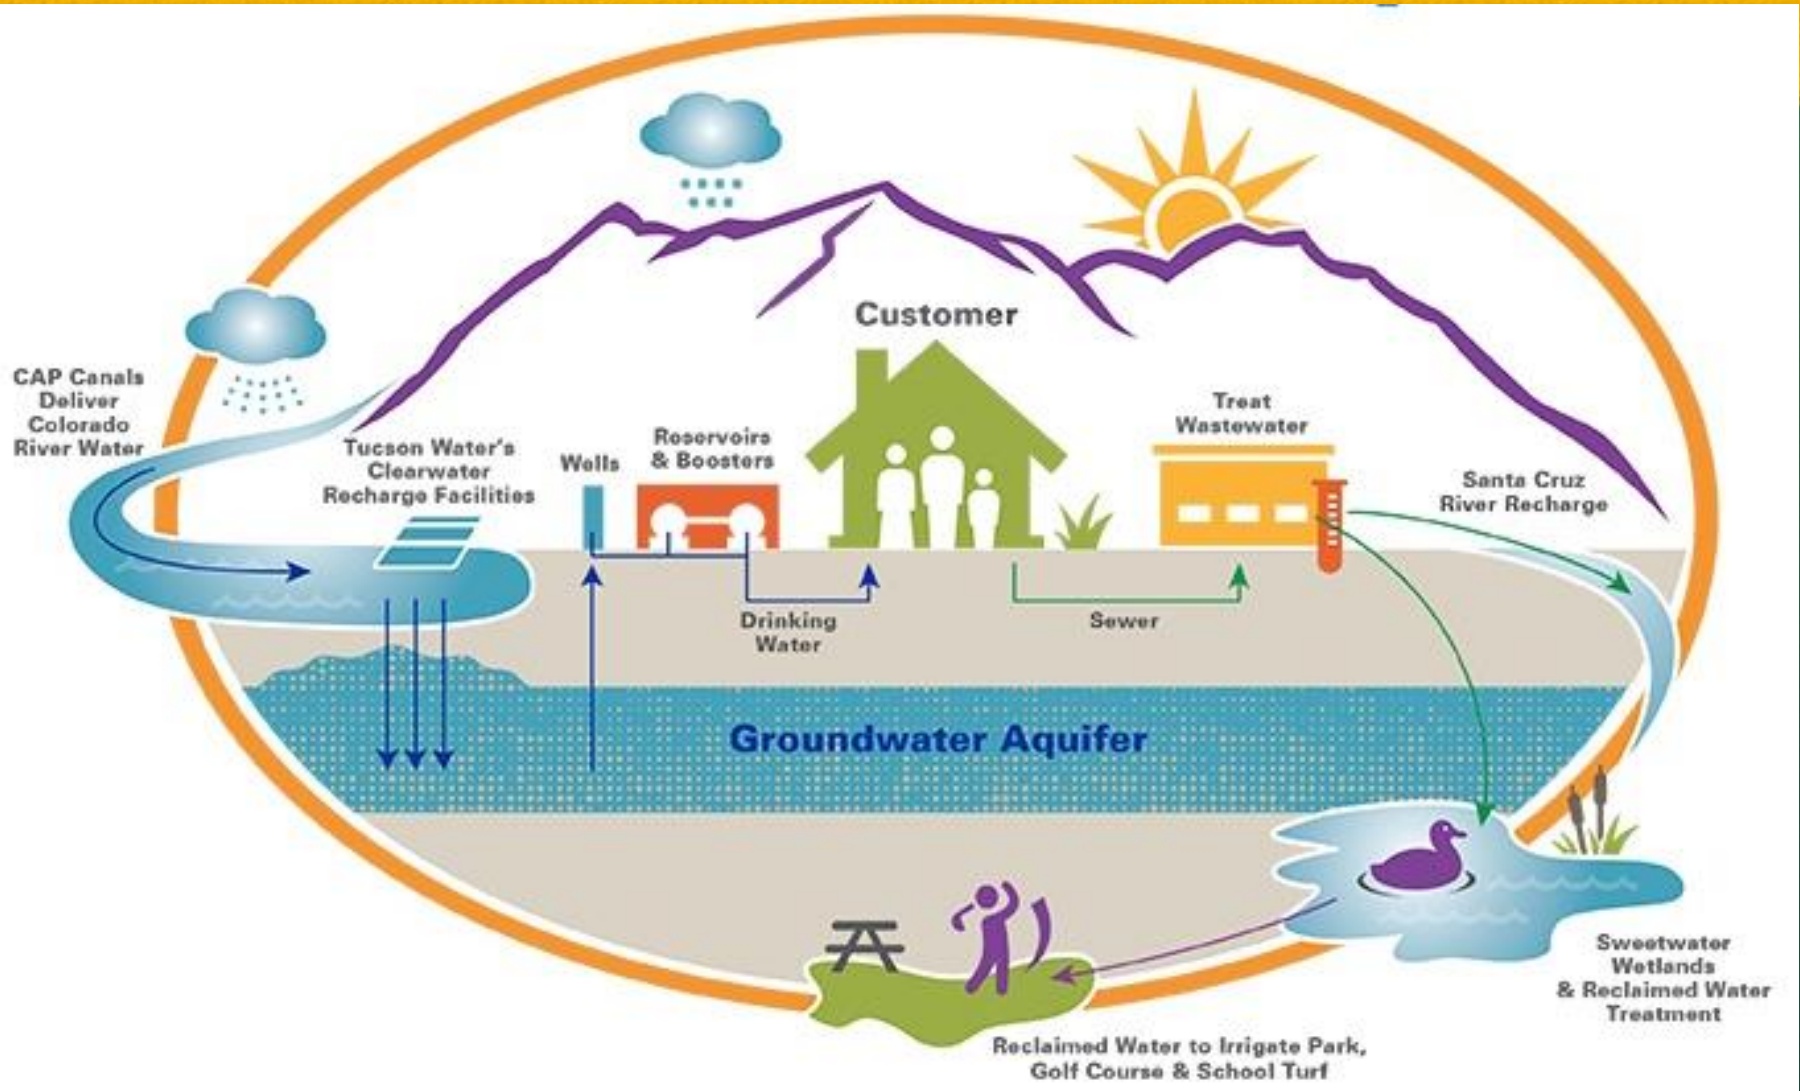 Customer
CAP Canals
Deliver
Colorado
River Water
Tucson Water's
Clearwater
Recharge Facilities
Wells
Reservoirs
& Boosters
Treat
Wastewater
Santa Cruz
River Recharge
Drinking
Water
Sewer
Groundwater Aquifer
Sweetwater
Wetlands
& Reclaimed Water
Treatment
Reclaimed Water to Irrigate Park,
Golf Course & School Turf